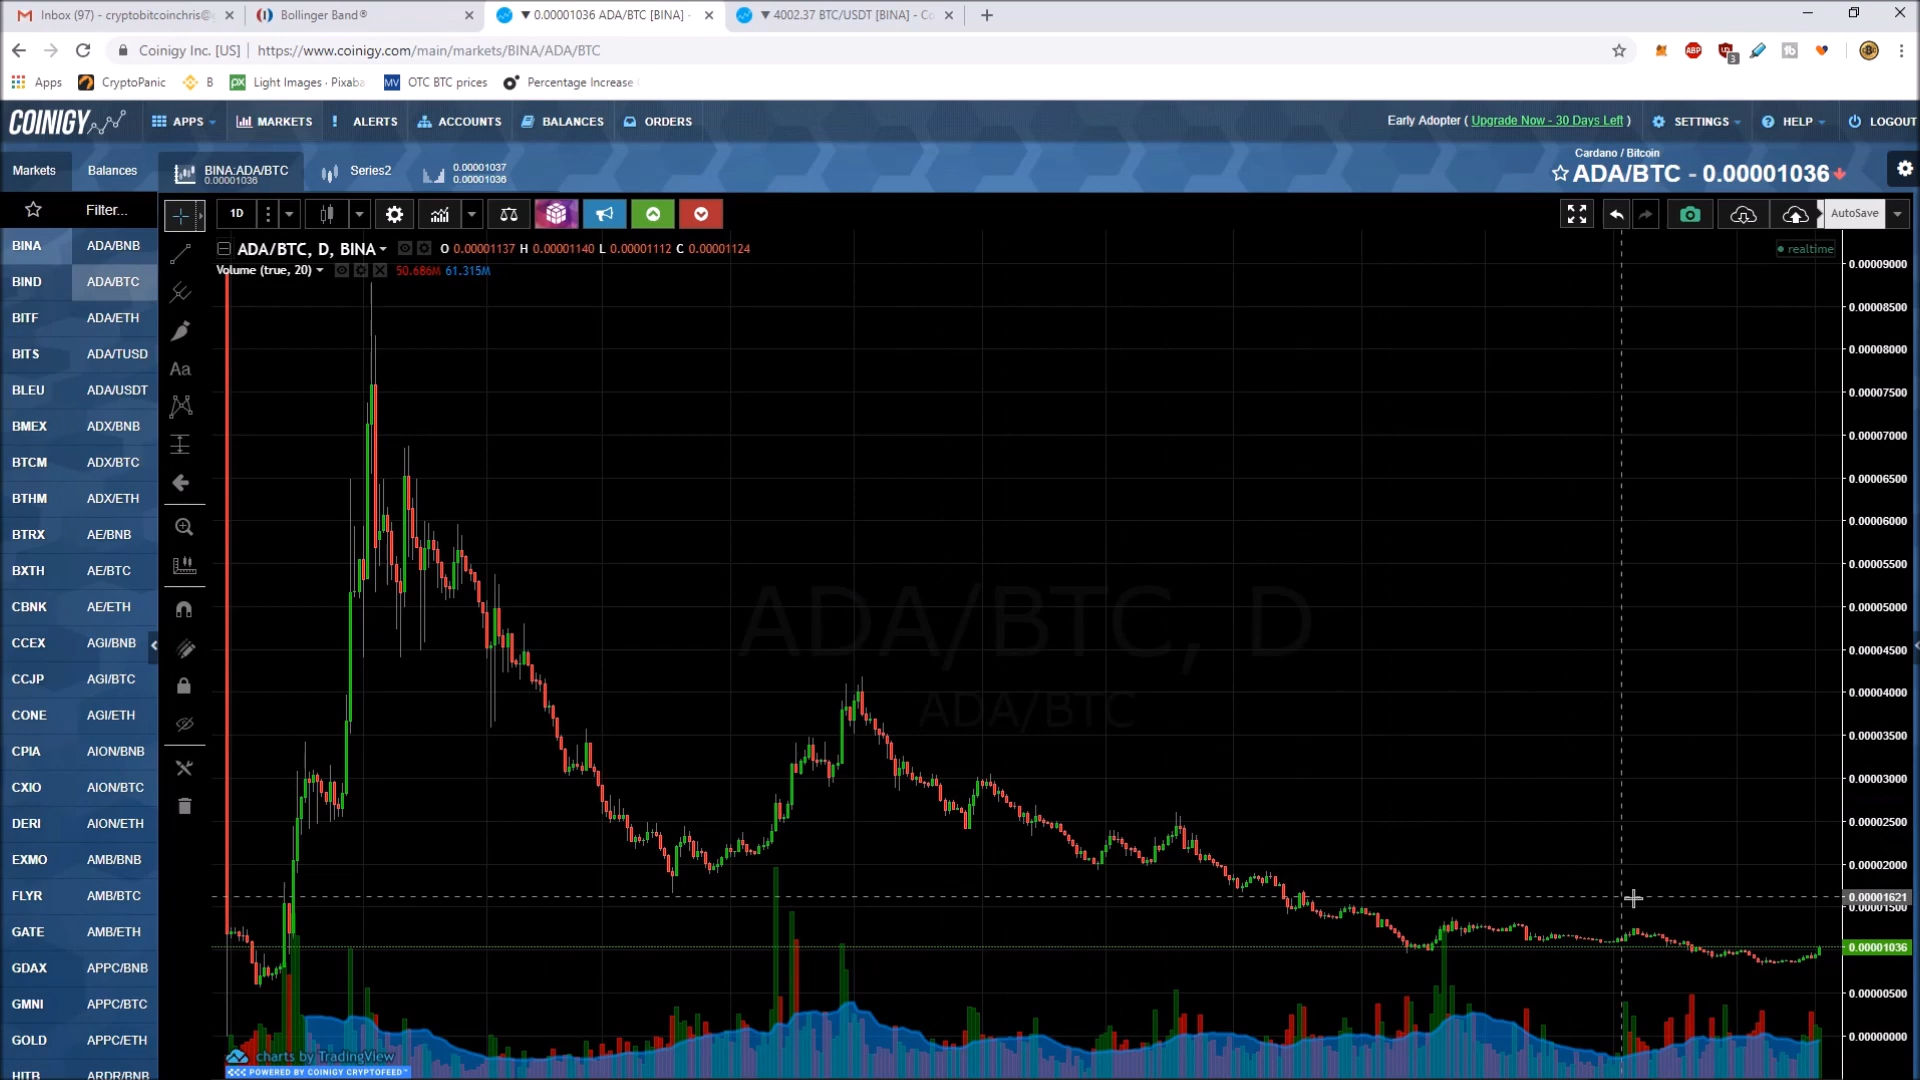 Inbox (97) - cryptobitcoinchris@g
Bollinger Band®
▼ 0.00001036 ADA/BTC [BINA] -
▼ 4002.37 BTC/USDT [BINA] - Co
Coinigy Inc. [US]
https://www.coinigy.com/main/markets/BINA/ADA/BTC
ABP
3
Apps
CryptoPanic
B
px
Light Images - Pixaba
MV
OTC BTC prices
Percentage Increase
COINIGY
APPS
MARKETS
ALERTS
ACCOUNTS
BALANCES
ORDERS
Early Adopter ( Upgrade Now - 30 Days Left )
SETTINGS
HELP
LOGOUT
Markets
Balances
BINA:ADA/BTC
0.00001036
Series2
0.00001037
0.00001036
Cardano / Bitcoin
ADA/BTC - 0.00001036
Filter...
1D
AutoSave
ADA/BTC, D, BINA
O 0.00001137 H 0.00001140 L 0.00001112 C 0.00001124
realtime
Volume (true, 20)
50.686M 61.315M
BINA ADA/BNB
BIND ADA/BTC
BITF ADA/ETH
BITS ADA/TUSD
BLEU ADA/USDT
BMEX ADX/BNB
BTCM ADX/BTC
BTHM ADX/ETH
BTRX AE/BNB
BXTH AE/BTC
CBNK AE/ETH
CCEX AGI/BNB
CCJP AGI/BTC
CONE AGI/ETH
CPIA AION/BNB
CXIO AION/BTC
DERI AION/ETH
EXMO AMB/BNB
FLYR AMB/BTC
GATE AMB/ETH
GDAX APPC/BNB
GMNI APPC/BTC
GOLD APPC/ETH
HITB ARDR/BNB
Aa
ADA/BTC, D
ADA/BTC
0.00009000
0.00008500
0.00008000
0.00007500
0.00007000
0.00006500
0.00006000
0.00005500
0.00005000
0.00004500
0.00004000
0.00003500
0.00003000
0.00002500
0.00002000
0.00001621
0.00001500
0.00001036
0.00000500
0.00000000
charts by TradingView
POWERED BY COINIGY CRYPTOFEED™